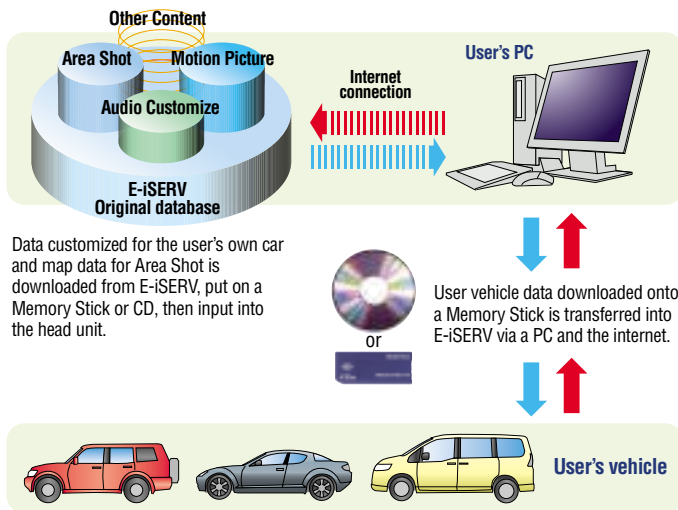 Other Content
Area Shot
Motion Picture
Audio Customize
E-iSERV
Original database
Internet
connection
User's PC
Data customized for the user's own car
and map data for Area Shot is
downloaded from E-iSERV, put on a
Memory Stick or CD, then input into
the head unit.
or
User vehicle data downloaded onto
a Memory Stick is transferred into
E-iSERV via a PC and the internet.
User's vehicle